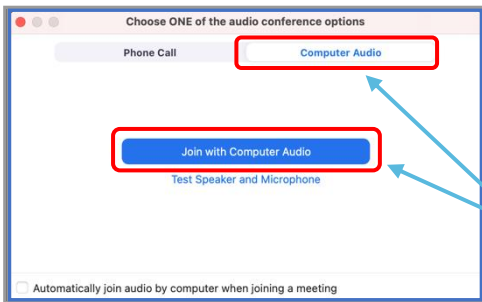 Choose ONE of the audio conference options
Phone Call Computer Audio
Join with Computer Audio
Test Speaker and Microphone
Automatically join audio by computer when joining a meeting